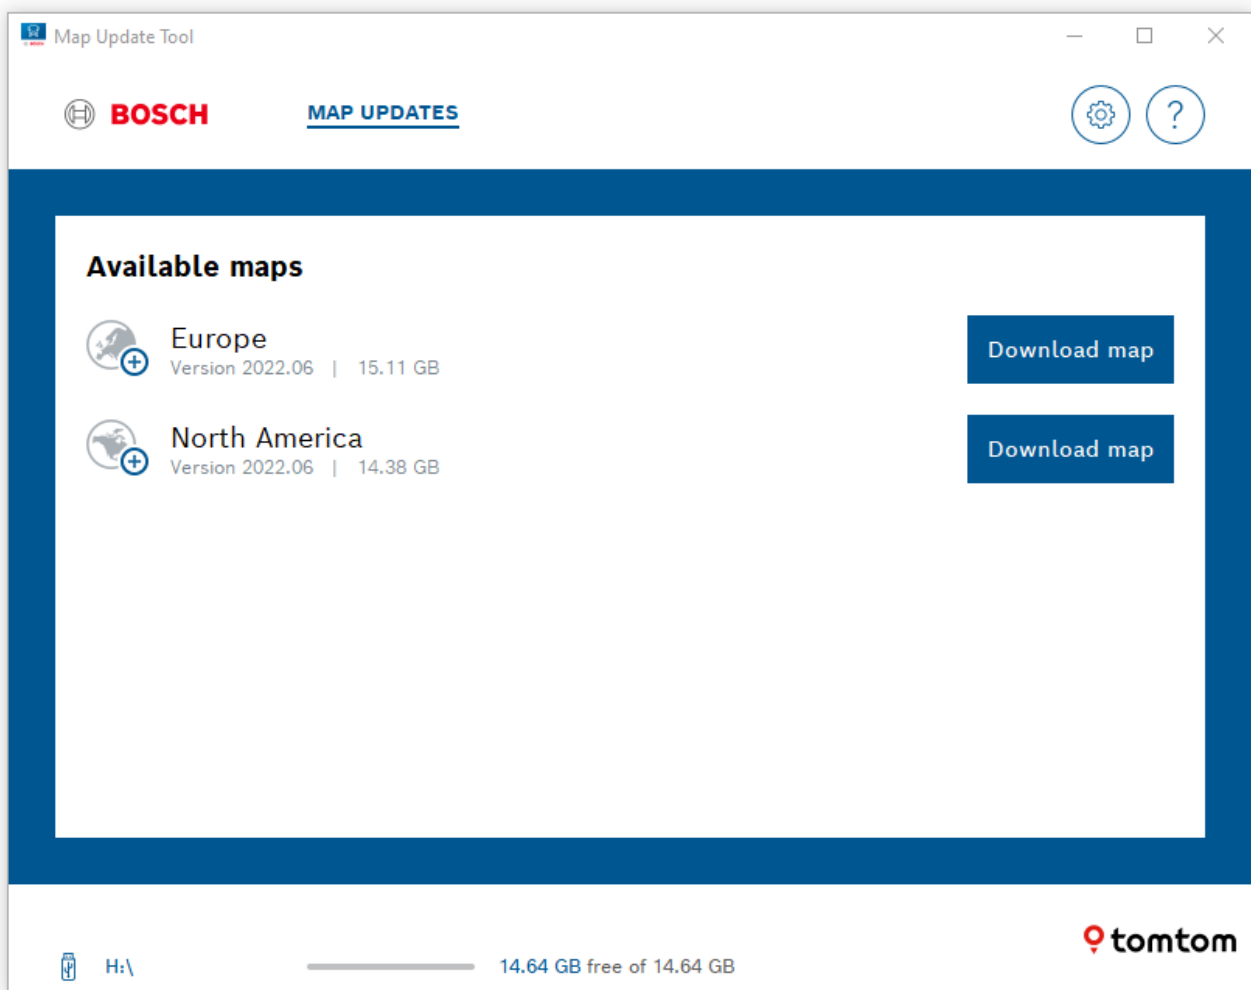 Map Update Tool
BOSCH
MAP UPDATES
?
Available maps
Europe
Version 2022.06 | 15.11 GB
Download map
North America
Version 2022.06 | 14.38 GB
Download map
tomtom
H:\
14.64 GB free of 14.64 GB